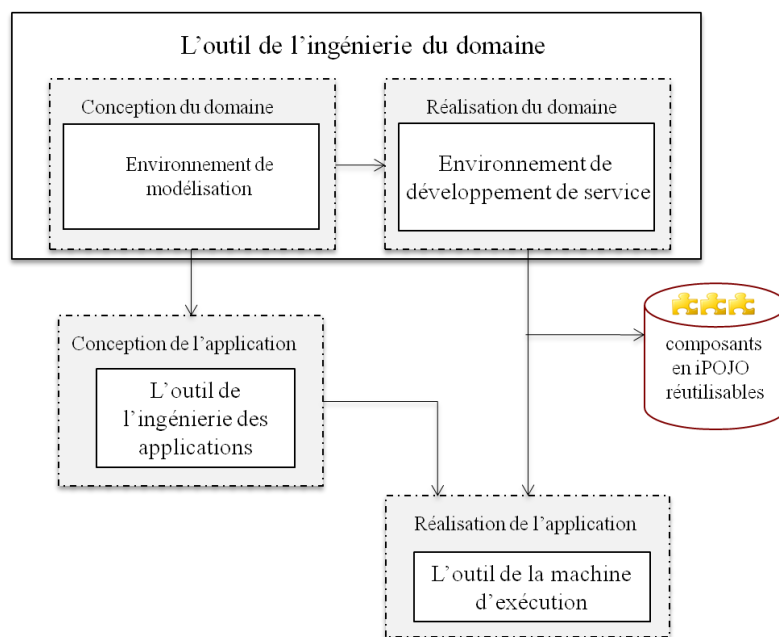 L'outil de l'ingénierie du domaine
Conception du domaine
Environnement de
modélisation
Réalisation du domaine
Environnement de
développement de service
composants
en iPOJO
réutilisables
Conception de l'application
L'outil de
l'ingénierie des
applications
Réalisation de l'application
L'outil de la machine
d'exécution